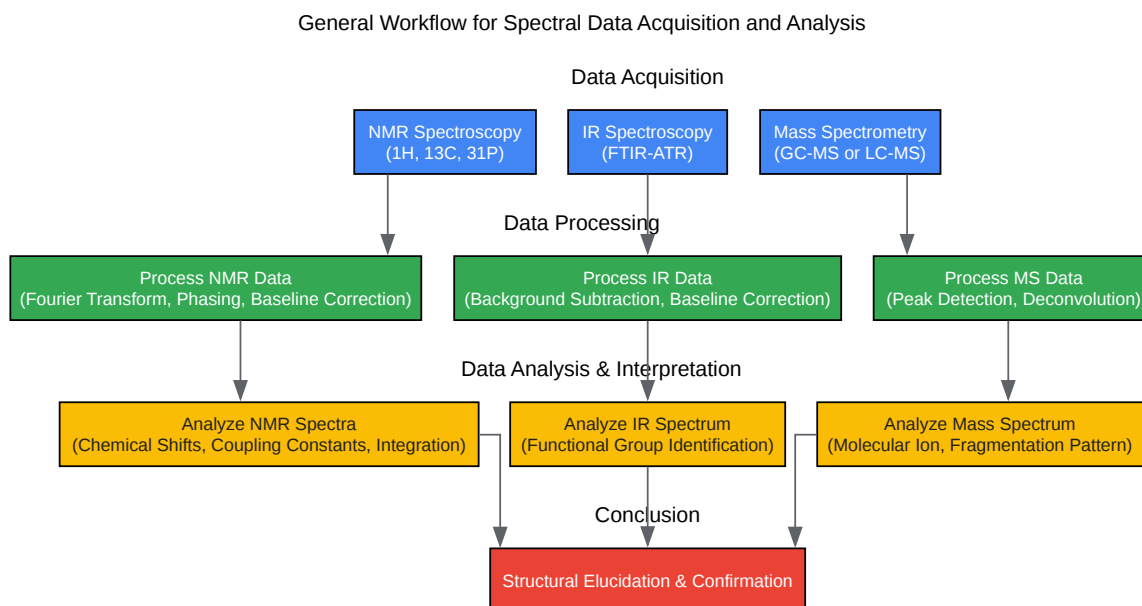 General Workflow for Spectral Data Acquisition and Analysis
Data Acquisition
NMR Spectroscopy
(1H, 13C, 31P)
IR Spectroscopy
(FTIR-ATR)
Mass Spectrometry
(GC-MS or LC-MS)
Data Processing
Process NMR Data
(Fourier Transform, Phasing, Baseline Correction)
Process IR Data
(Background Subtraction, Baseline Correction)
Process MS Data
(Peak Detection, Deconvolution)
Data Analysis & Interpretation
Analyze NMR Spectra
(Chemical Shifts, Coupling Constants, Integration)
Analyze IR Spectrum
(Functional Group Identification)
Analyze Mass Spectrum
(Molecular Ion, Fragmentation Pattern)
Conclusion
Structural Elucidation & Confirmation